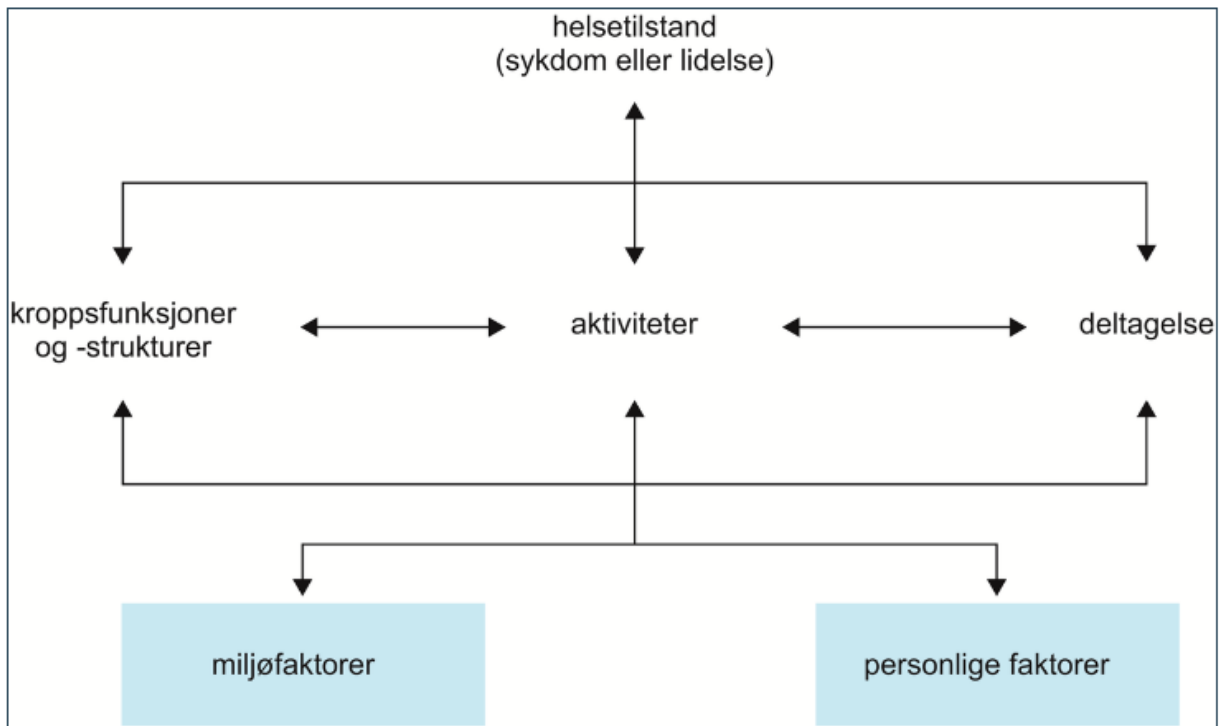 helsetilstand
(sykdom eller lidelse)
kroppsfunksjoner
og -strukturer
aktiviteter
deltagelse
miljøfaktorer
personlige faktorer